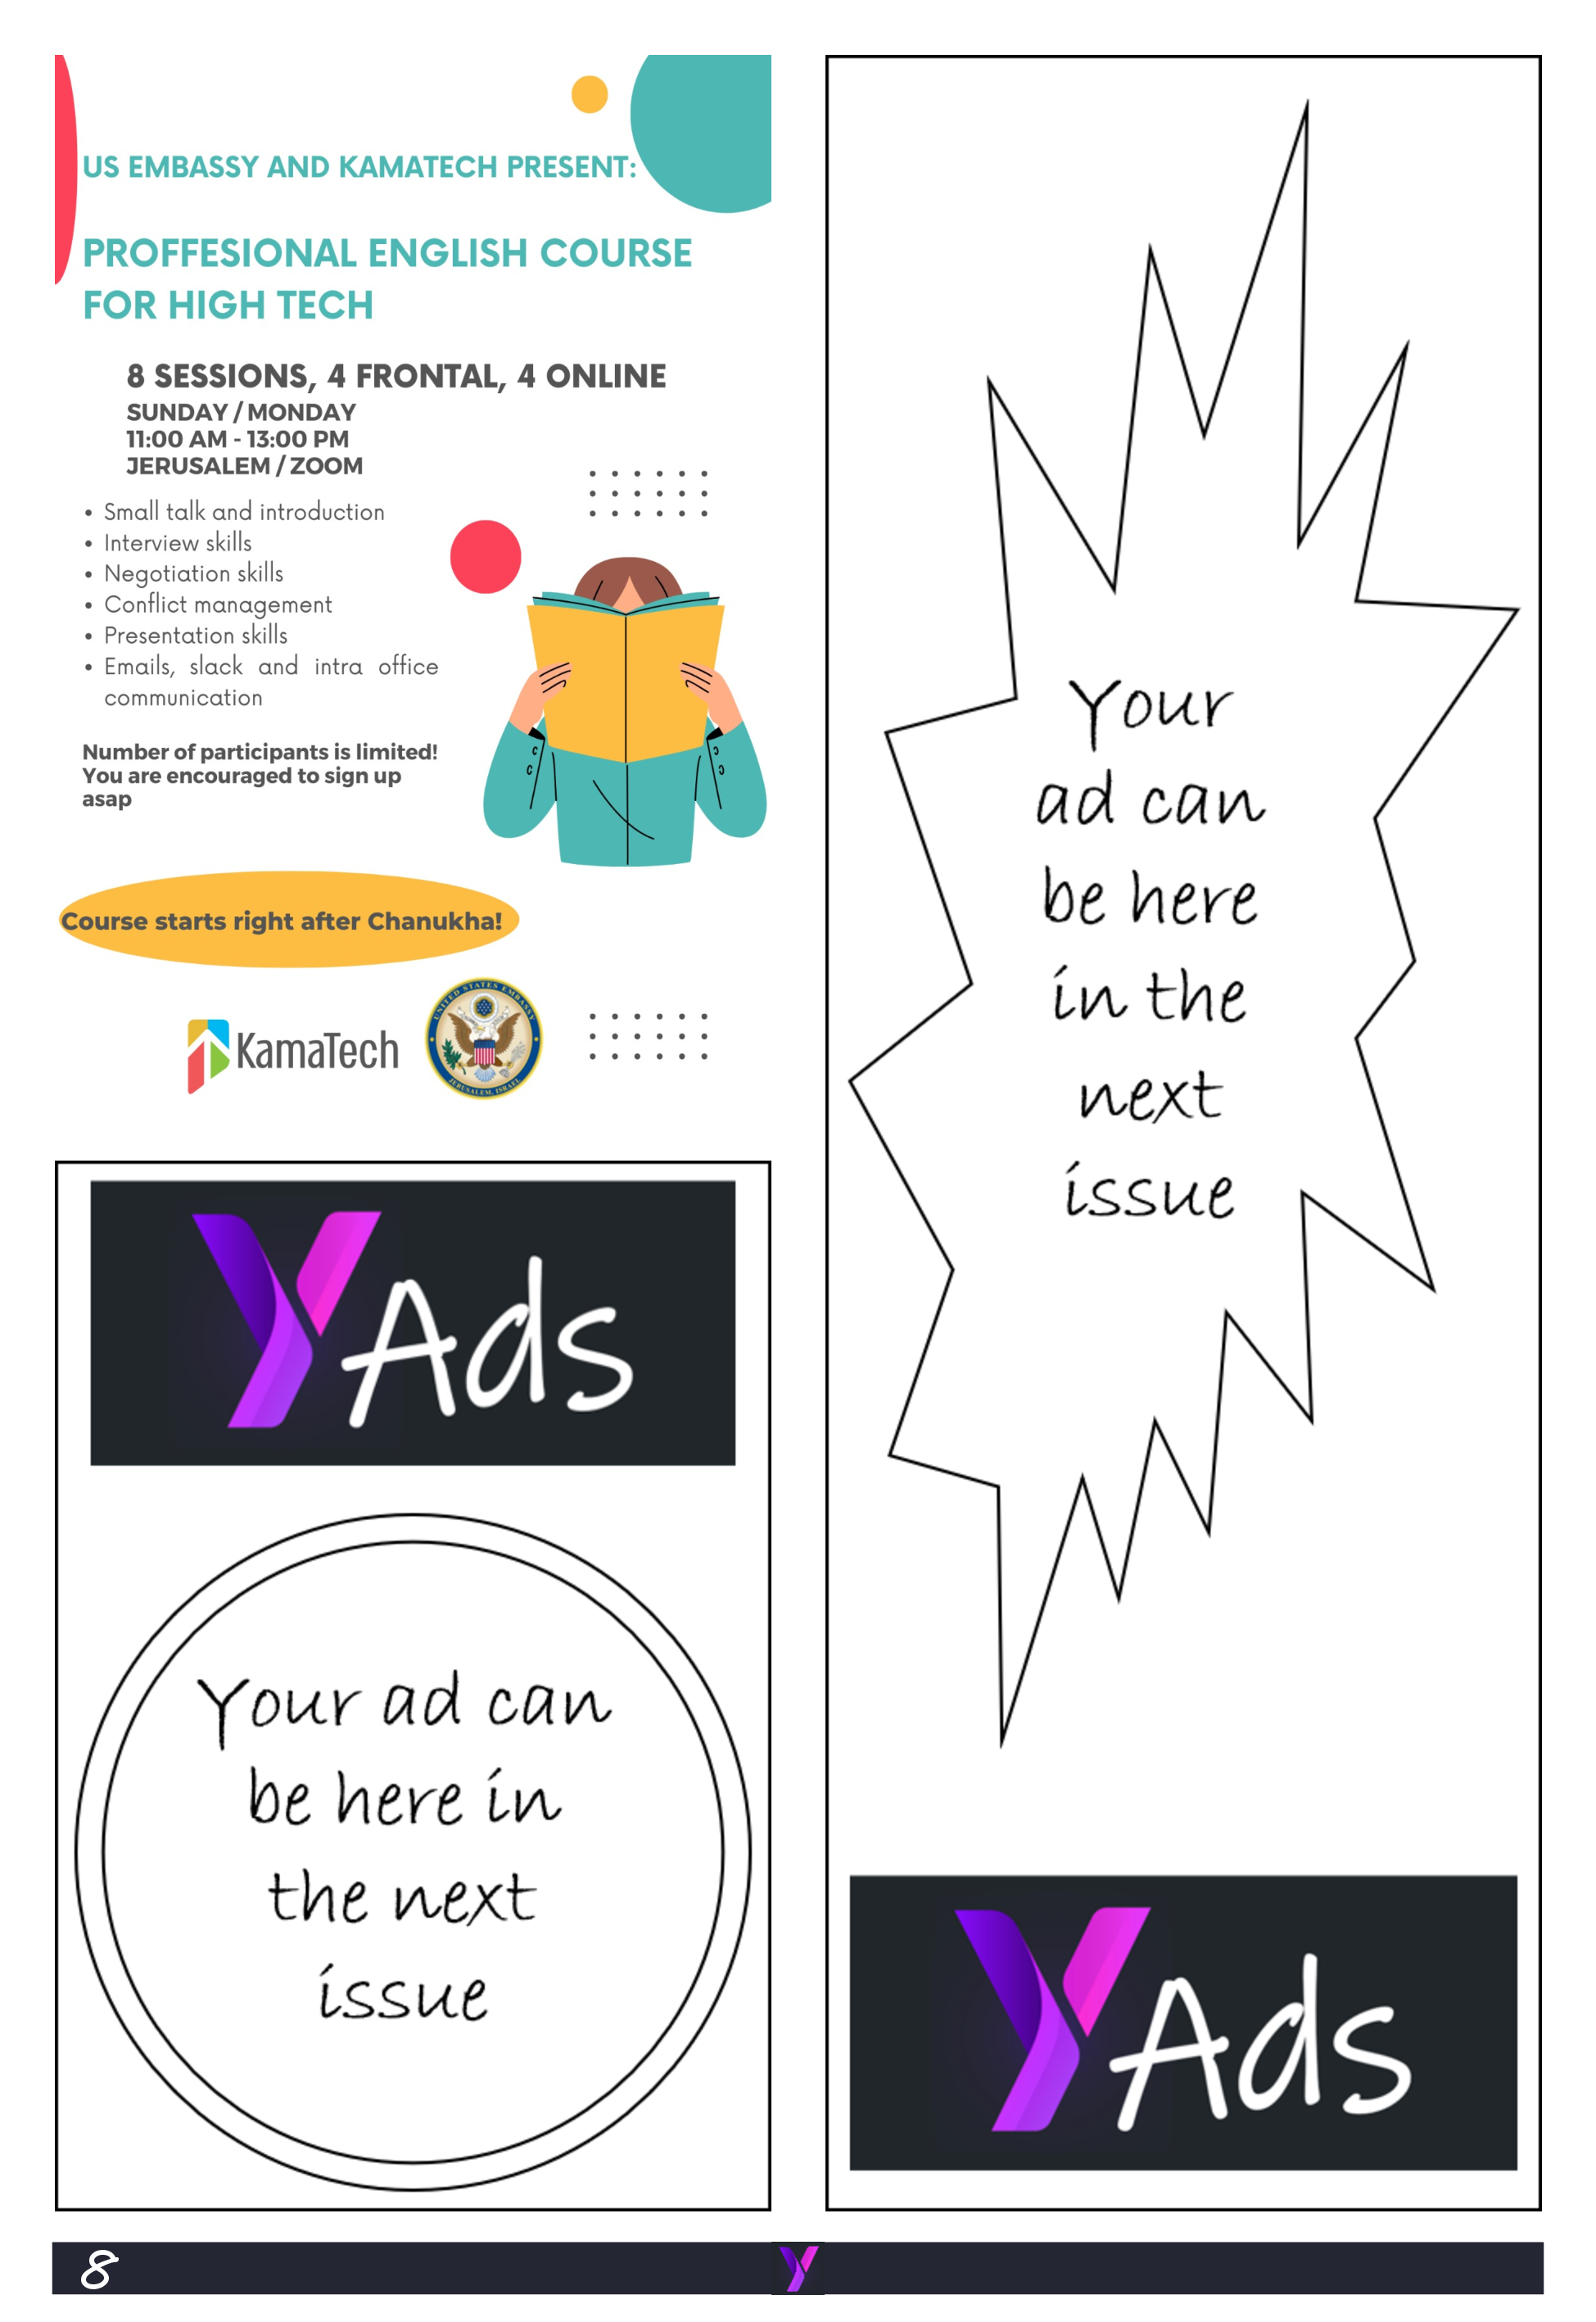 US EMBASSY AND KAMATECH PRESENT:
PROFFESIONAL ENGLISH COURSE
FOR HIGH TECH
8 SESSIONS, 4 FRONTAL, 4 ONLINE
SUNDAY / MONDAY
11:00 AM - 13:00 PM
JERUSALEM / ZOOM
• Small talk and introduction
• Interview skills
• Negotiation skills
• Conflict management
• Presentation skills
• Emails, slack and intra office
communication
Number of participants is limited!
You are encouraged to sign up
asap
Course starts right after Chanukha!
KamaTech
UNITED STATES EMBASSY
JERUSALEM, ISRAEL
Y Ads
Your ad can
be here in
the next
issue
Your
ad can
be here
in the
next
issue
Y Ads
8
Y